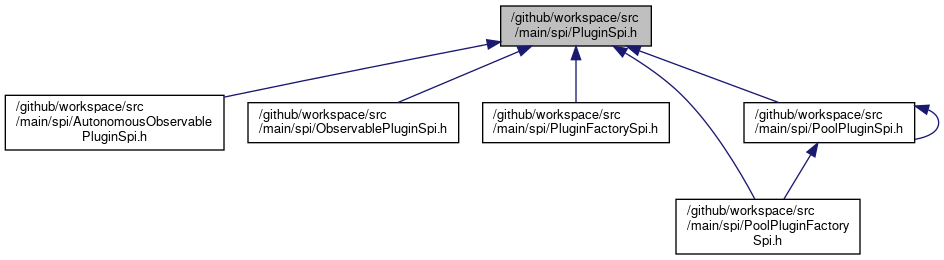 /github/workspace/src
/main/spi/PluginSpi.h
/github/workspace/src
/main/spi/AutonomousObservable
PluginSpi.h
/github/workspace/src
/main/spi/ObservablePluginSpi.h
/github/workspace/src
/main/spi/PluginFactorySpi.h
/github/workspace/src
/main/spi/PoolPluginSpi.h
/github/workspace/src
/main/spi/PoolPluginFactory
Spi.h